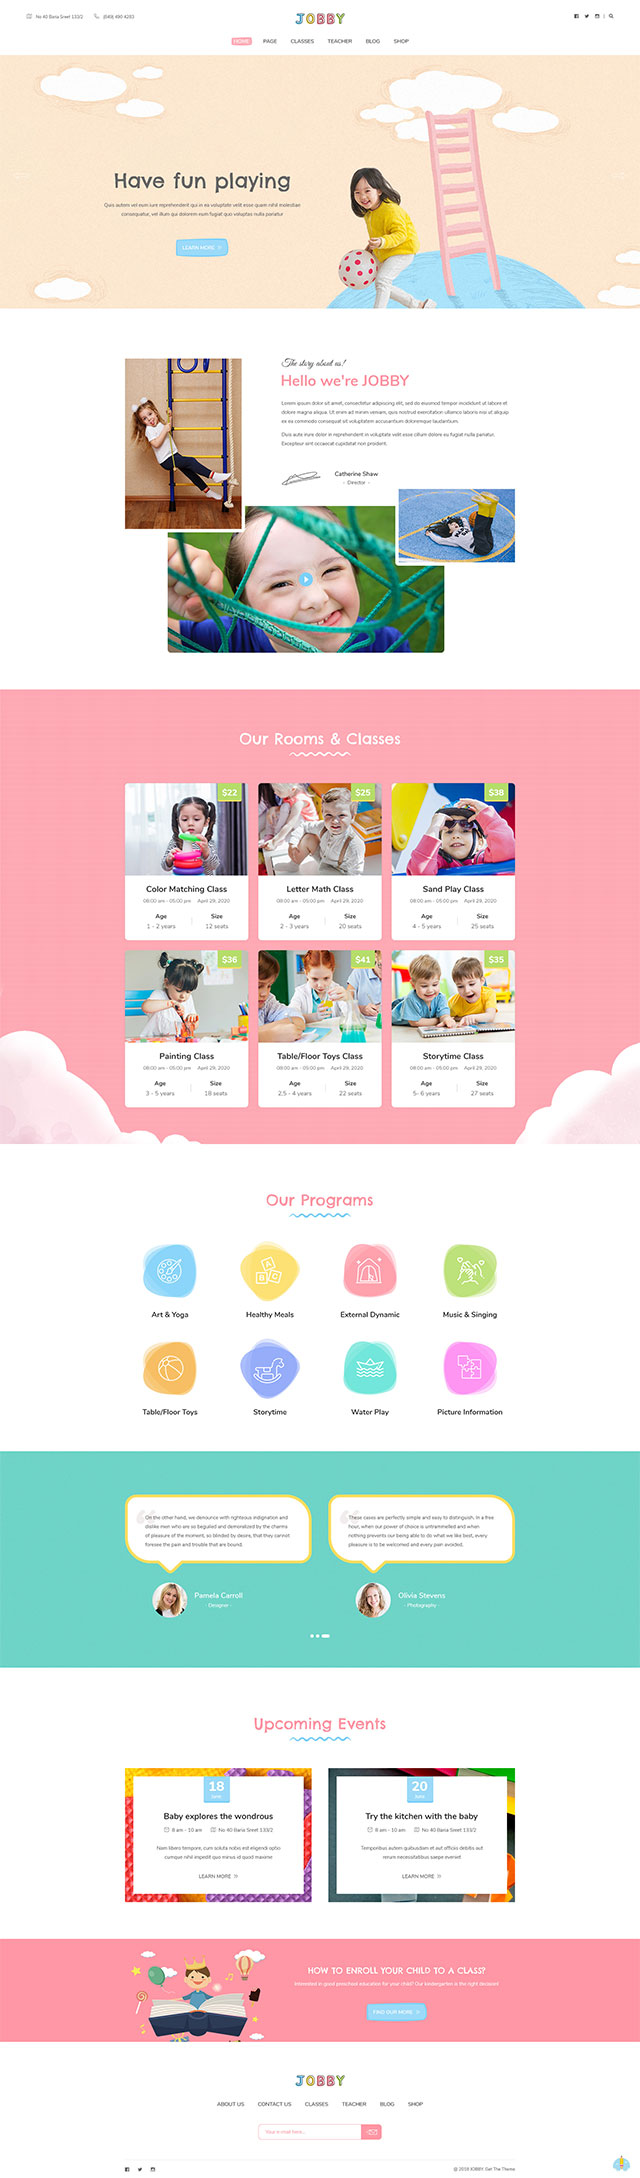 No 40 Baria Sreet 133/2
(849) 490 4283
JOBBY
HOME
PAGE
CLASSES
TEACHER
BLOG
SHOP
Have fun playing
Quis autem vel eum iure reprehenderit qui in ea voluptate velit esse quam nihil molestiae
consequatur, vel illum qui dolorem eum fugiat quo voluptas nulla pariatur
LEARN MORE
The story about us!
Hello we're JOBBY
Lorem ipsum dolor sit amet, consectetur adipiscing elit, sed do eiusmod tempor incididunt ut labore et
dolore magna aliqua. Ut enim ad minim veniam, quis nostrud exercitation ullamco laboris nisi ut aliquip
ex ea commodo consequat sit voluptatem accusantium doloremque laudantium.
Duis aute irure dolor in reprehenderit in voluptate velit esse cillum dolore eu fugiat nulla pariatur.
Excepteur sint occaecat cupidatat non proident.
Catherine Shaw
- Director -
Our Rooms & Classes
$22
$25
$38
Color Matching Class
08:00 am - 05:00 pm
April 29, 2020
Age
Size
1 - 2 years
12 seats
Letter Math Class
08:00 am - 05:00 pm
April 29, 2020
Age
Size
2 - 3 years
20 seats
Sand Play Class
08:00 am - 05:00 pm
April 29, 2020
Age
Size
4 - 5 years
25 seats
$36
$41
$35
Painting Class
08:00 am - 05:00 pm
April 29, 2020
Age
Size
3 - 5 years
18 seats
Table/Floor Toys Class
08:00 am - 05:00 pm
April 29, 2020
Age
Size
2,5 - 4 years
22 seats
Storytime Class
08:00 am - 05:00 pm
April 29, 2020
Age
Size
5- 6 years
27 seats
Our Programs
Art & Yoga
Healthy Meals
External Dynamic
Music & Singing
Table/Floor Toys
Storytime
Water Play
Picture Information
On the other hand, we denounce with righteous indignation and
dislike men who are so beguiled and demoralized by the charms
of pleasure of the moment, so blinded by desire, that they cannot
foresee the pain and trouble that are bound.
Pamela Carroll
- Designer -
These cases are perfectly simple and easy to distinguish. In a free
hour, when our power of choice is untrammelled and when
nothing prevents our being able to do what we like best, every
pleasure is to be welcomed and every pain avoided.
Olivia Stevens
- Photography -
Upcoming Events
18
June
Baby explores the wondrous
8 am - 10 am
No 40 Baria Sreet 133/2
Nam libero tempore, cum soluta nobis est eligendi optio
cumque nihil impedit quo minus id quod maxime
LEARN MORE
20
June
Try the kitchen with the baby
8 am - 10 am
No 40 Baria Sreet 133/2
Temporibus autem quibusdam et aut officiis debitis aut
rerum necessitatibus saepe eveniet
LEARN MORE
HOW TO ENROLL YOUR CHILD TO A CLASS?
Interested in good preschool education for your child? Our kindergarten is the right decision!
FIND OUR MORE
JOBBY
ABOUT US
CONTACT US
CLASSES
TEACHER
BLOG
SHOP
Your e-mail here...
@ 2019 JOBBY. Get The Theme